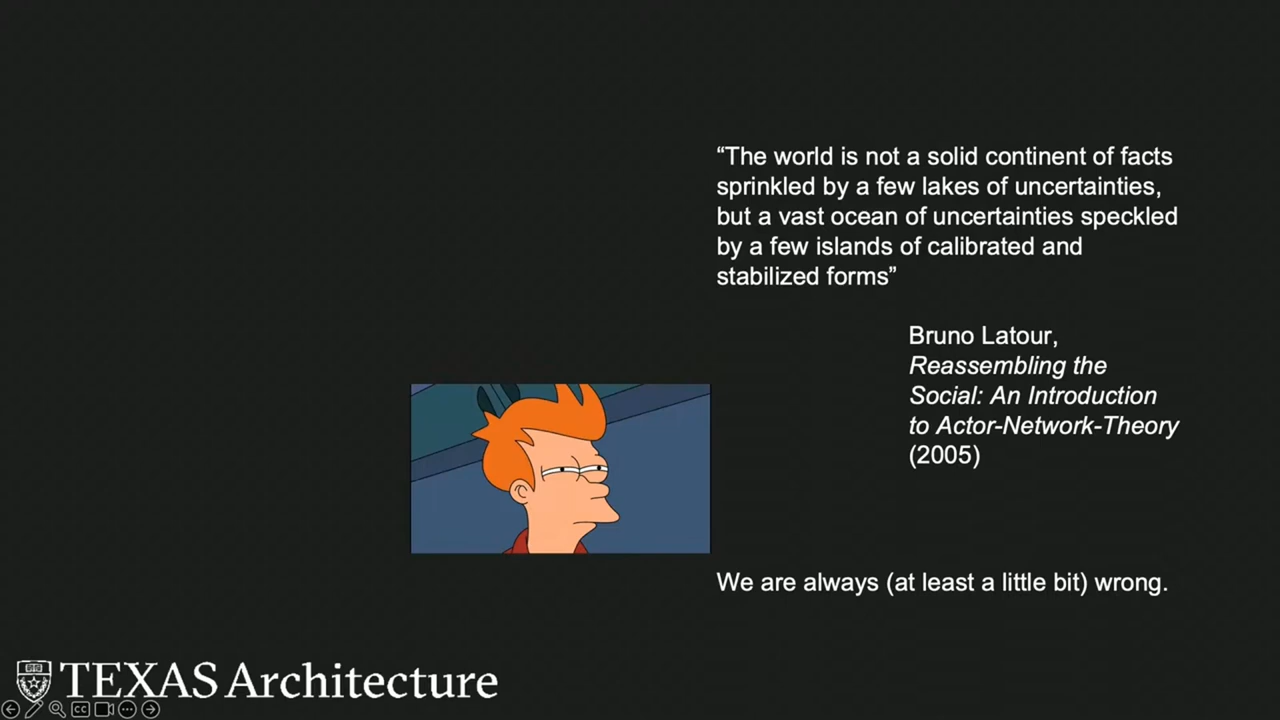 “The world is not a solid continent of facts
sprinkled by a few lakes of uncertainties,
but a vast ocean of uncertainties speckled
by a few islands of calibrated and
stabilized forms”
Bruno Latour,
Reassembling the
Social: An Introduction
to Actor-Network-Theory
(2005)
We are always (at least a little bit) wrong.
TEXAS Architecture
CC